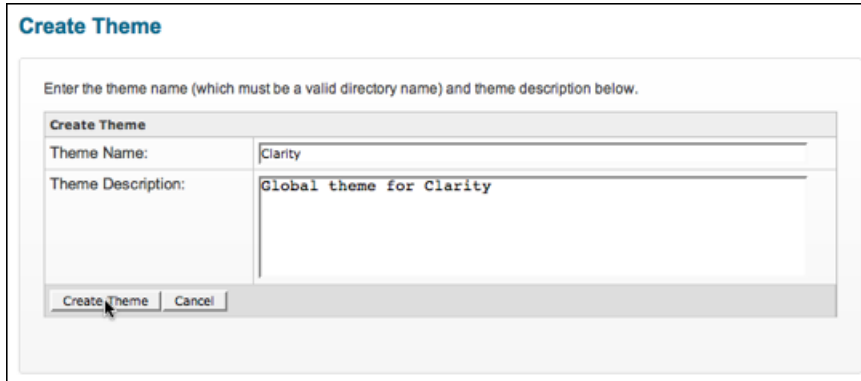 Create Theme
Enter the theme name (which must be a valid directory name) and theme description below.
Create Theme
Theme Name: Clarity
Theme Description: Global theme for Clarity
Create Theme Cancel